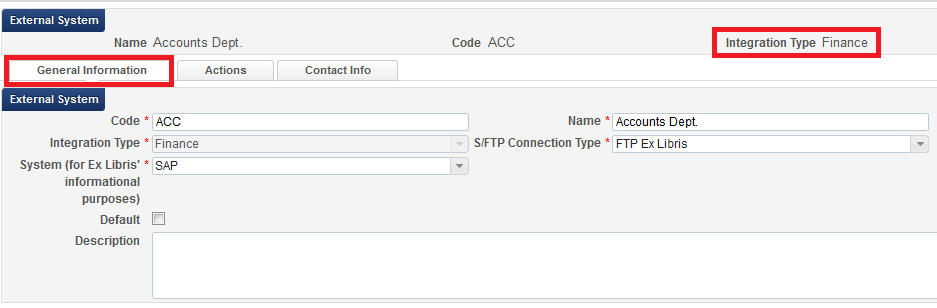 External System
Name Accounts Dept. Code ACC Integration Type Finance
General Information Actions Contact Info
External System
Code * ACC Name * Accounts Dept.
Integration Type * Finance S/FTP Connection Type * FTP Ex Libris
System (for Ex Libris' * SAP
informational
purposes)
Default
Description